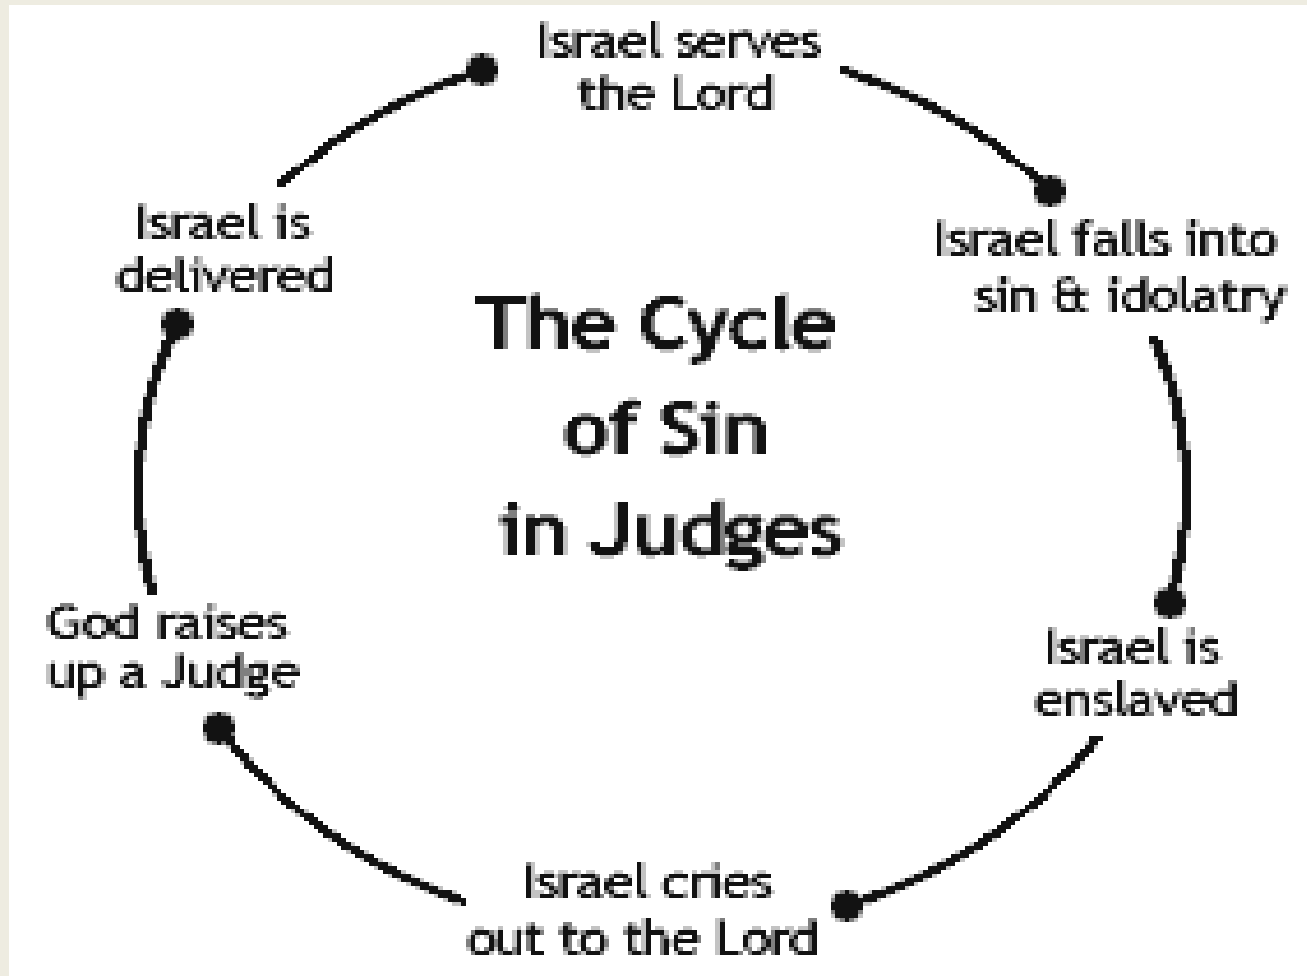 Israel serves
the Lord
Israel falls into
sin & idolatry
Israel is
enslaved
Israel cries
out to the Lord
God raises
up a Judge
Israel is
delivered
The Cycle
of Sin
in Judges